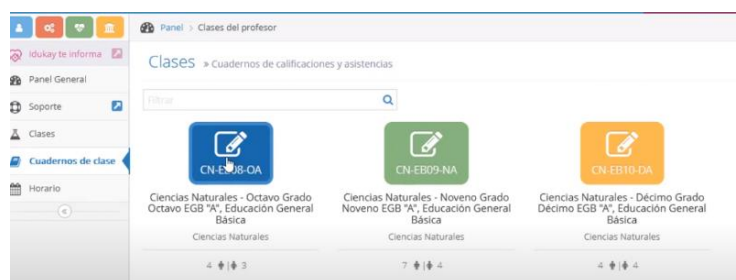 Panel > Clases del profesor
Idukay te informa
Panel General
Soporte
Clases
Cuadernos de clase
Horario
Clases » Cuadernos de calificaciones y asistencias
Filtrar
CN-EB08-OA
Ciencias Naturales - Octavo Grado
Octavo EGB "A", Educación General
Básica
Ciencias Naturales
4 | 3
CN-EB09-NA
Ciencias Naturales - Noveno Grado
Noveno EGB "A", Educación General
Básica
Ciencias Naturales
7 | 4
CN-EB10-DA
Ciencias Naturales - Décimo Grado
Décimo EGB "A", Educación General
Básica
Ciencias Naturales
4 | 4